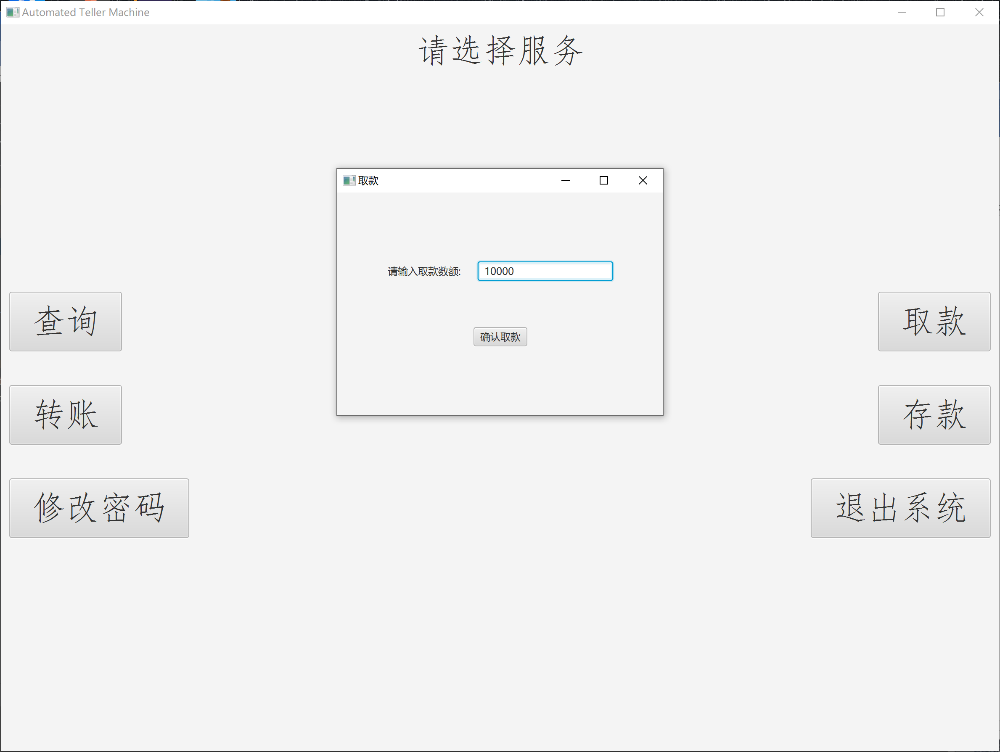 Automated Teller Machine
请选择服务
取款
请输入取款数额: 10000
确认取款
查询
取款
转账
存款
修改密码
退出系统